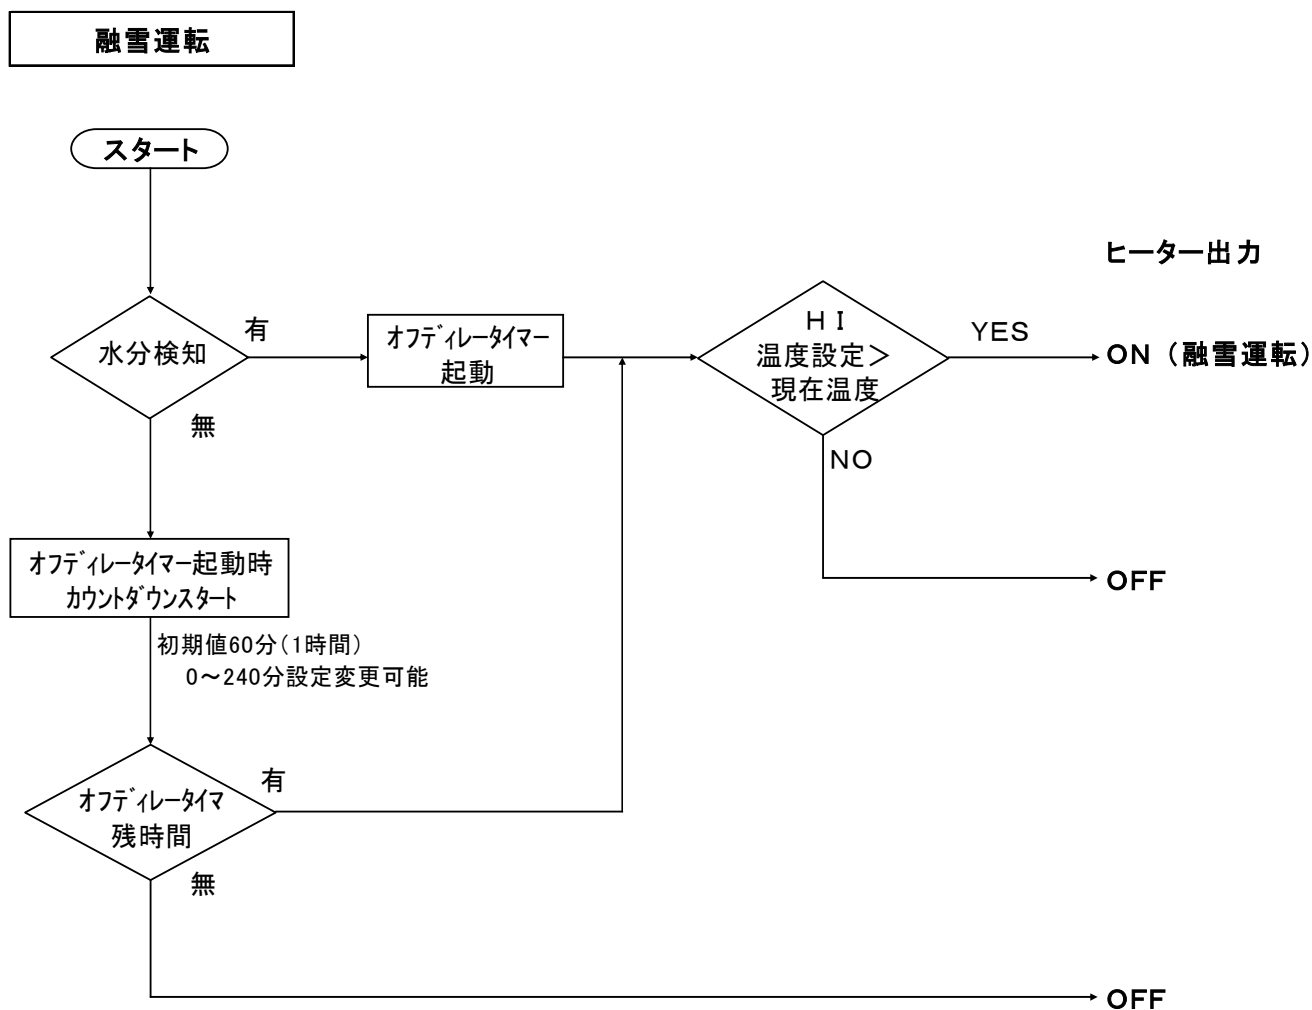 融雪運転
スタート
ヒーター出力
水分検知
有
無
オフディレータイマー
起動
ＨＩ
温度設定＞
現在温度
YES
ON（融雪運転）
NO
OFF
オフディレータイマー起動時
カウントダウンスタート
初期値60分(1時間)
0～240分設定変更可能
オフディレータイマ
残時間
有
無
OFF